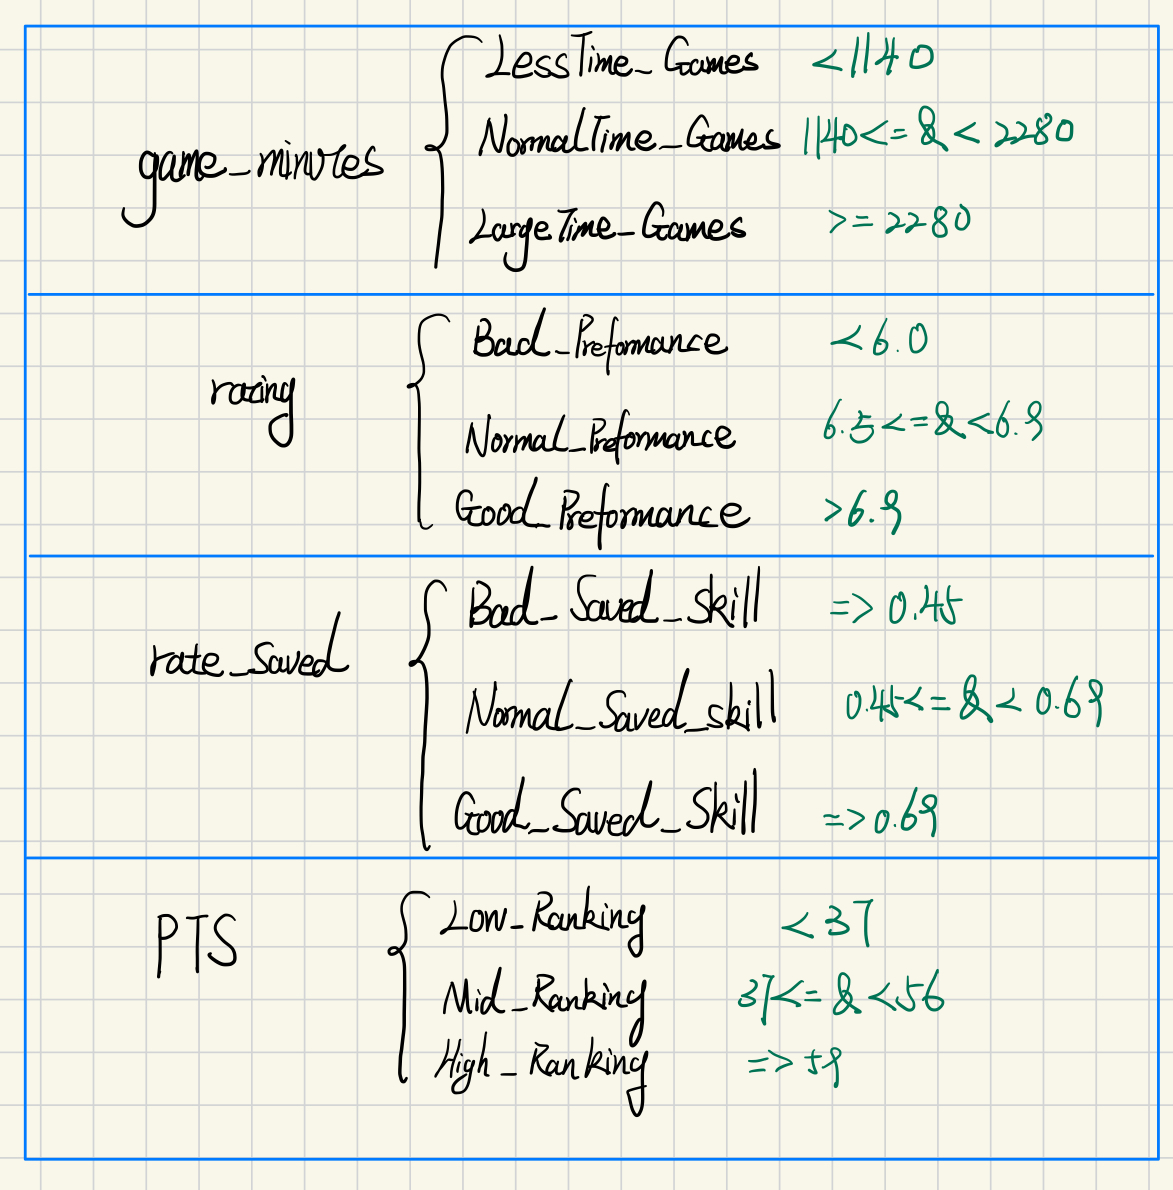 game_minutes
LessTime_Games <1140
NormalTime_Games 1140<=&<2280
LargeTime_Games >=2280
rating
Bad_Preformance <6.0
Normal_Preformance 6.5<=&<6.9
Good_Preformance >6.9
rate_Saved
Bad_Saved_Skill => 0.45
Normal_Saved_skill 0.45<=&<0.69
Good_Saved_Skill =>0.69
PTS
Low_Ranking <37
Mid_Ranking 37<=&<56
High_Ranking =>59